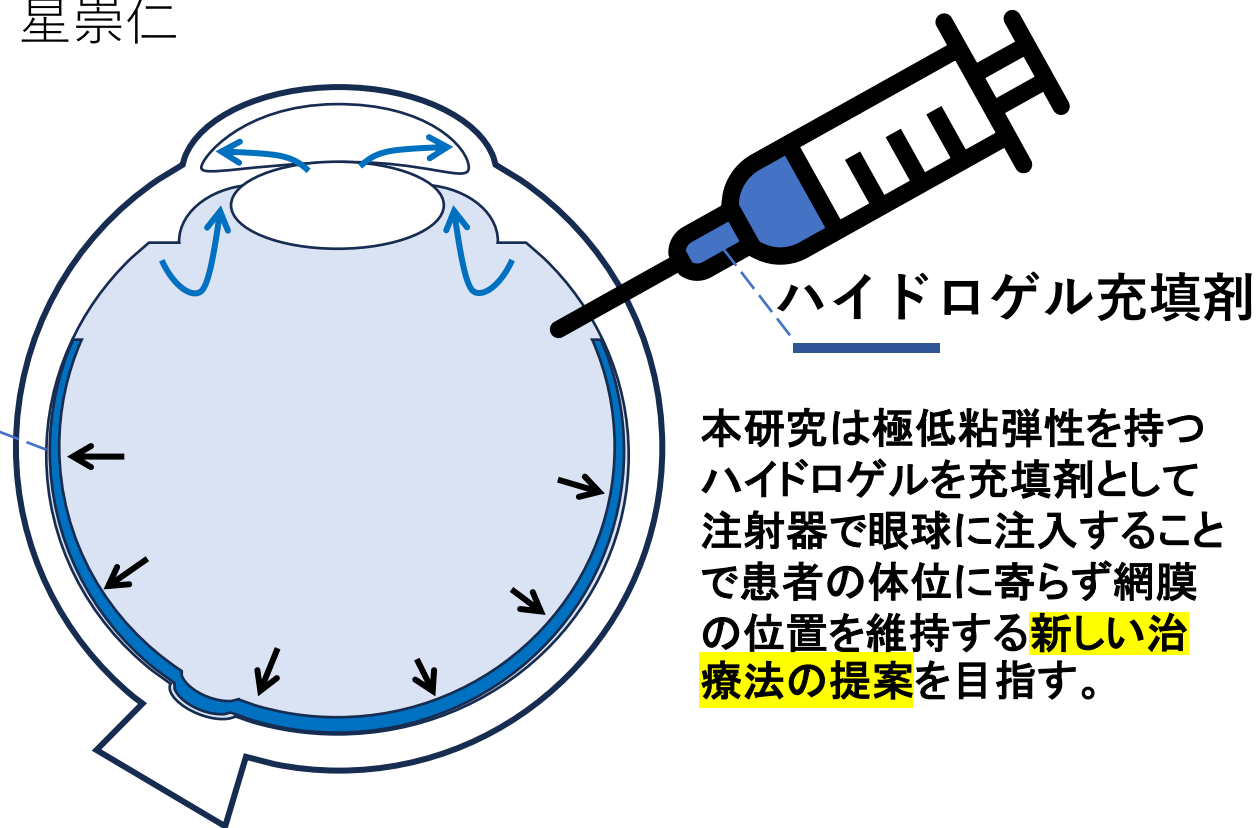 星崇仁
ハイドロゲル充填剤
本研究は極低粘弾性を持つ
ハイドロゲルを充填剤として
注射器で眼球に注入すること
で患者の体位に寄らず網膜
の位置を維持する新しい治
療法の提案を目指す。